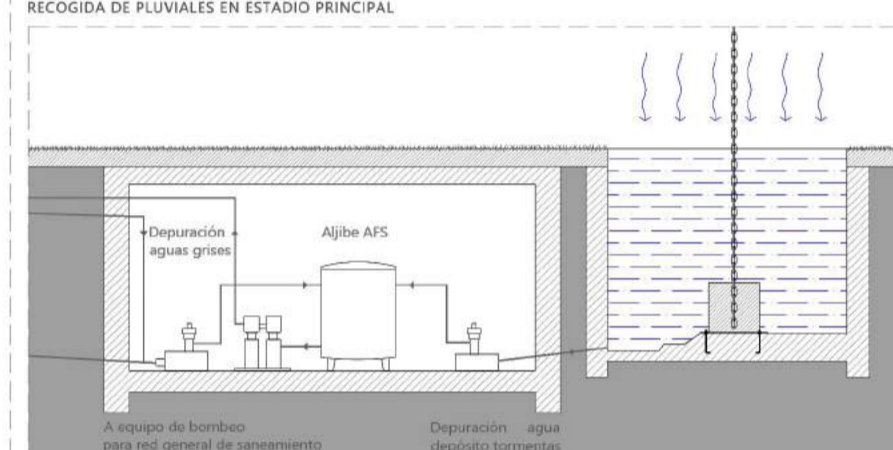 RECOGIDA DE PLUVIALES EN ESTADIO PRINCIPAL
Depuración
aguas grises
Aljibe AFS
A equipo de bombeo
para red general de saneamiento
Depuración agua
depósito tormentas